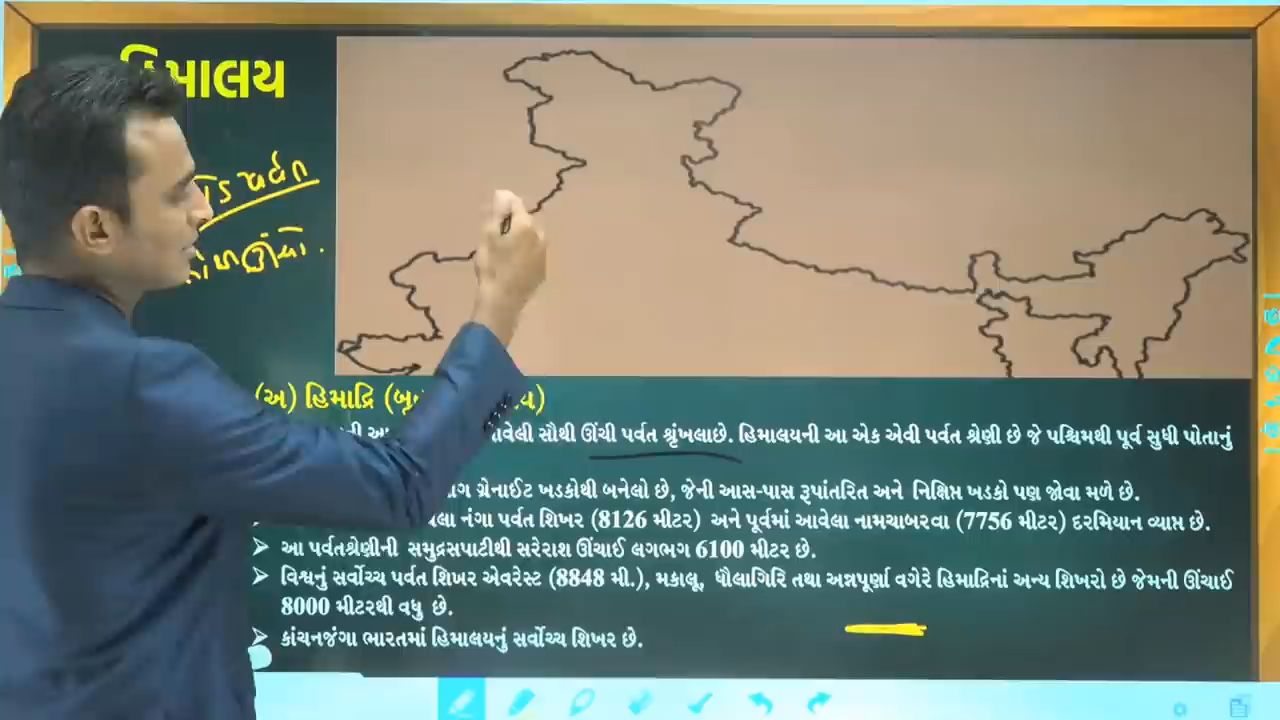 હિમાલય
પર્વત
(અ) હિમાદ્રિ
સૌથી ઊંચી પર્વત શ્રૃંખલાછે. હિમાલયની આ એક એવી પર્વત શ્રેણી છે જે પશ્ચિમથી પૂર્વ સુધી પોતાનું
ગ્રેનાઈટ ખડકોથી બનેલો છે, જેની આસ-પાસ રૂપાંતરિત અને નિક્ષિપ્ત ખડકો પણ જોવા મળે છે.
નંગા પર્વત શિખર (8126 મીટર) અને પૂર્વમાં આવેલા નામચાબરવા (7756 મીટર) દરમિયાન વ્યાપ્ત છે.
➤ આ પર્વતશ્રેણીની સમુદ્રસપાટીથી સરેરાશ ઊંચાઈ લગભગ 6100 મીટર છે.
➤ વિશ્વનું સર્વોચ્ચ પર્વત શિખર એવરેસ્ટ (8848 મી.), મકાલૂ, ધૌલાગિરિ તથા અન્નપૂર્ણા વગેરે હિમાદ્રિનાં અન્ય શિખરો છે જેમની ઊંચાઈ
8000 મીટરથી વધુ છે.
➤ કાંચનજંગા ભારતમાં હિમાલયનું સર્વોચ્ચ શિખર છે.